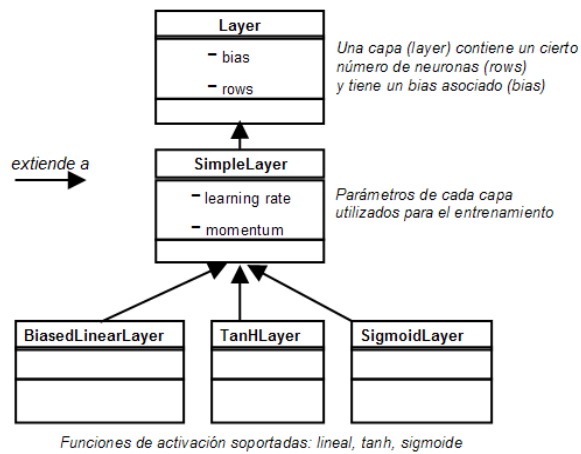 Layer
- bias
- rows
Una capa (layer) contiene un cierto
número de neuronas (rows)
y tiene un bias asociado (bias)
extiende a
SimpleLayer
- learning rate
- momentum
Parámetros de cada capa
utilizados para el entrenamiento
BiasedLinearLayer
TanHLayer
SigmoidLayer
Funciones de activación soportadas: lineal, tanh, sigmoide